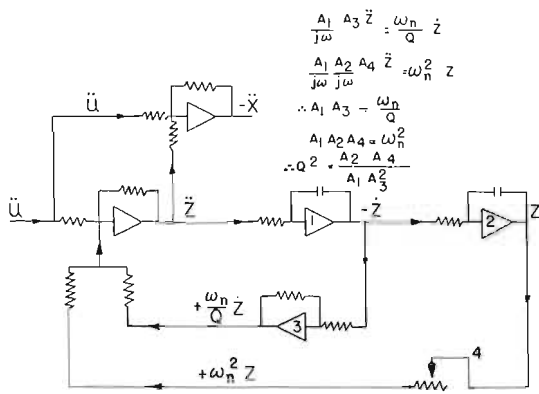 A₁/jω A₃ Z̈ = ωₙ/Q Ż
A₁/jω A₂/jω A₄ Z̈ = ωₙ² Z
∴ A₁ A₃ = ωₙ/Q
A₁ A₂ A₄ = ωₙ²
∴ Q² = A₂ A₄/A₁ A₃²
Ü
-Ẍ
Ü
Z̈
1
-Ż
2
Z
+ωₙ/Q Ż
3
4
+ωₙ² Z